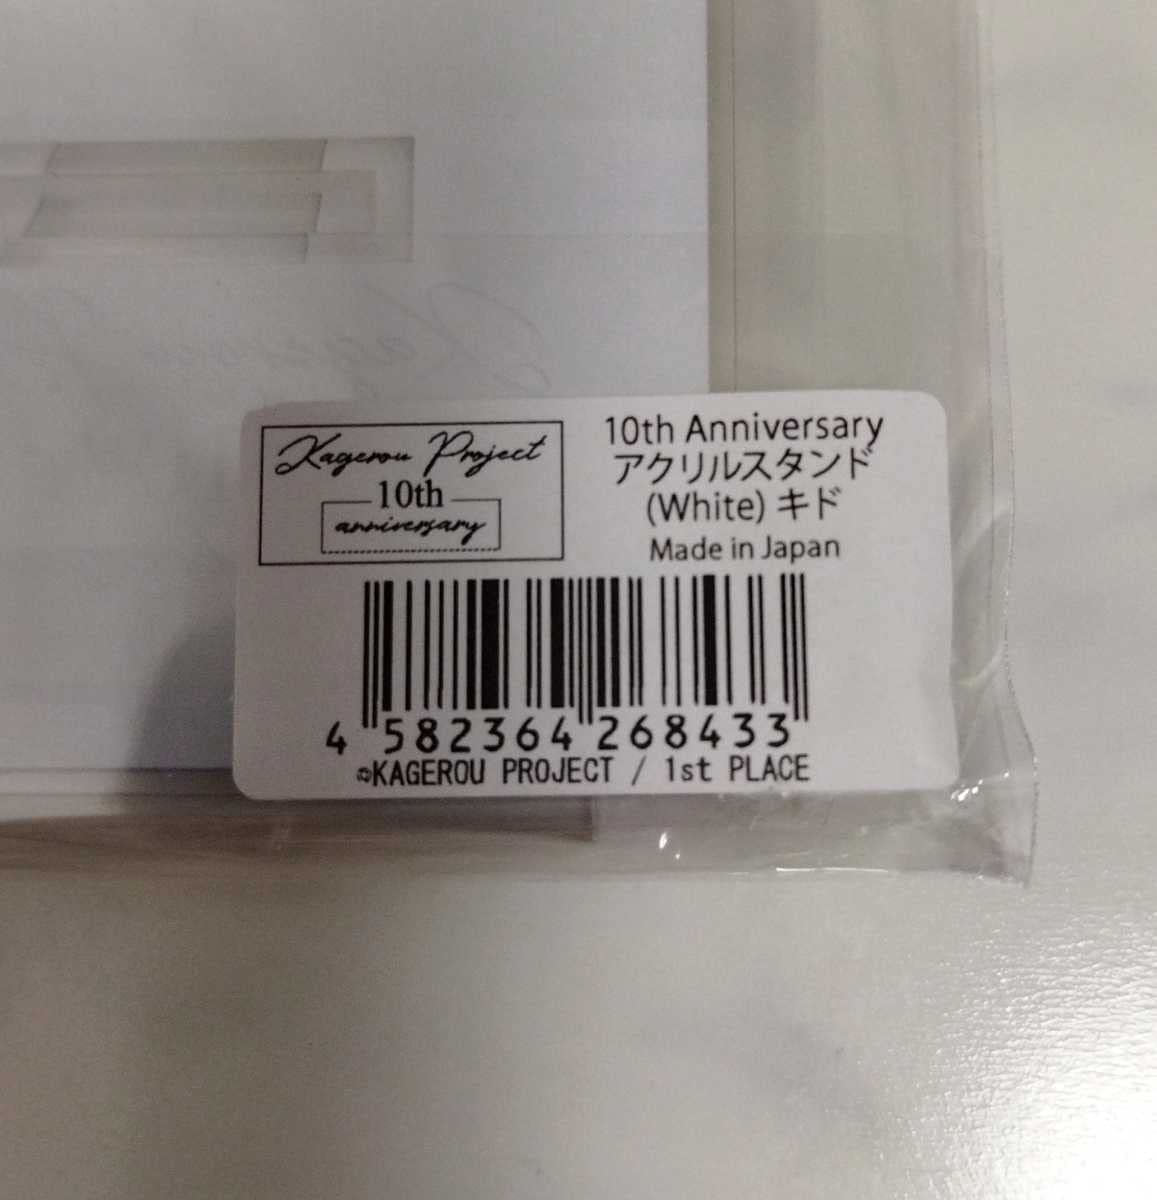 Kagerou Project
10th
anniversary
10th Anniversary
アクリルスタンド
(White) キド
Made in Japan
4 582364 268433
©KAGEROU PROJECT / 1st PLACE
Kagerou